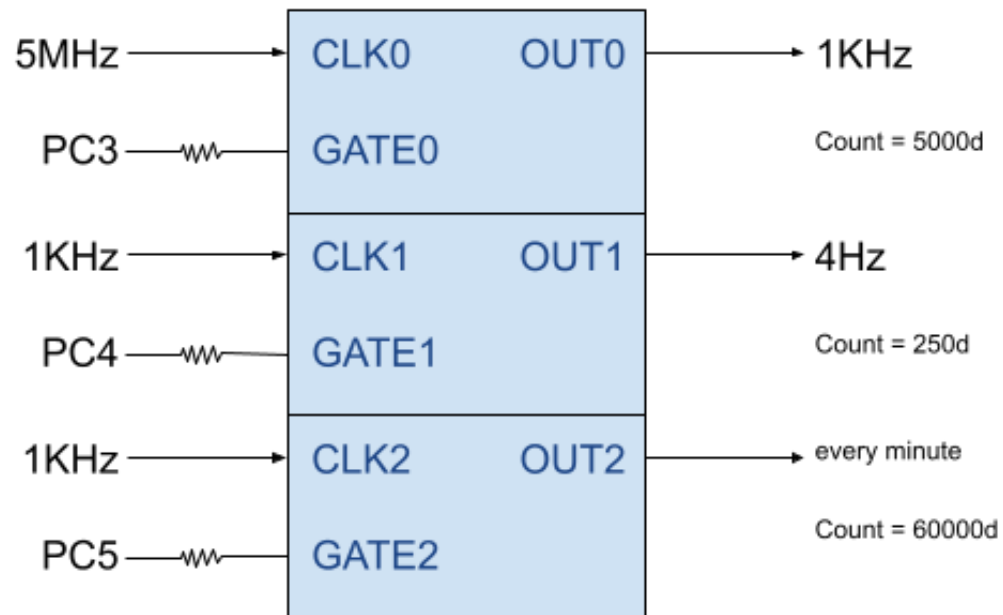 5MHz CLK0 OUT0 1KHz
PC3 GATE0 Count = 5000d
1KHz CLK1 OUT1 4Hz
PC4 GATE1 Count = 250d
1KHz CLK2 OUT2 every minute
PC5 GATE2 Count = 60000d